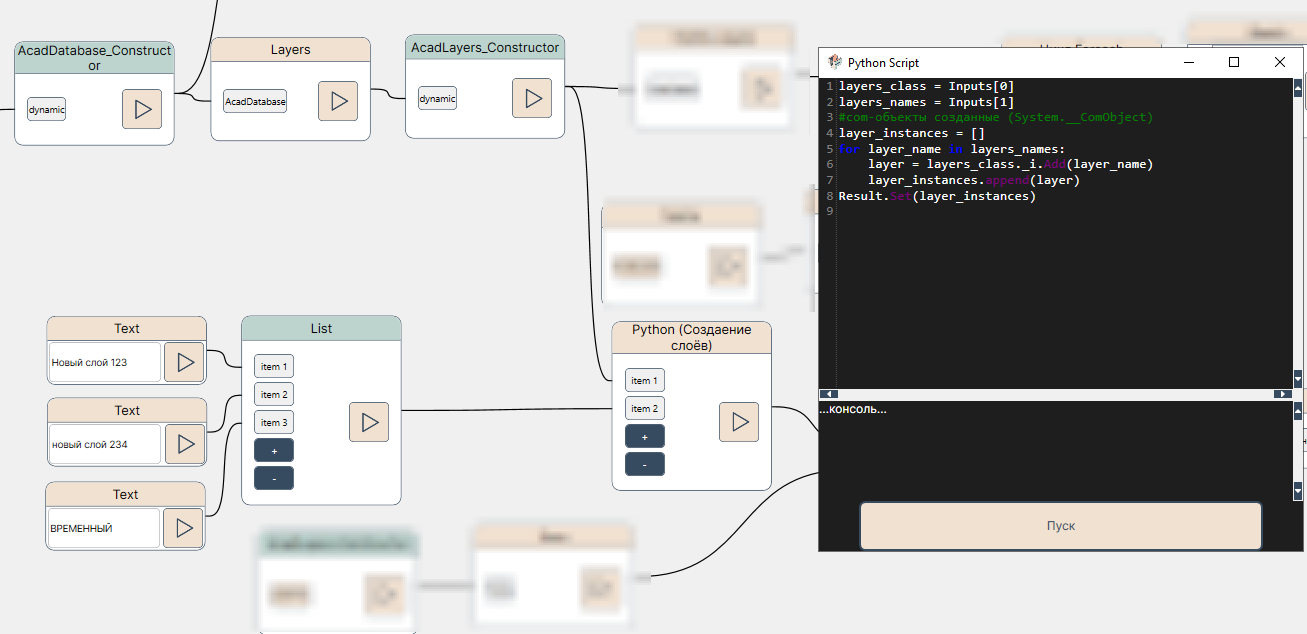 AcadDatabase_Construct
or
dynamic
Layers
AcadDatabase
AcadLayers_Constructor
dynamic
Text
Новый слой 123
Text
новый слой 234
Text
ВРЕМЕННЫЙ
List
item 1
item 2
item 3
+
-
Python (Создаение
слоёв)
item 1
item 2
+
-
Python Script
1 layers_class = Inputs[0]
2 layers_names = Inputs[1]
3 #com-объекты созданные (System.__ComObject)
4 layer_instances = []
5 for layer_name in layers_names:
6 layer = layers_class._i.Add(layer_name)
7 layer_instances.append(layer)
8 Result.Set(layer_instances)
9
...консоль...
Пуск